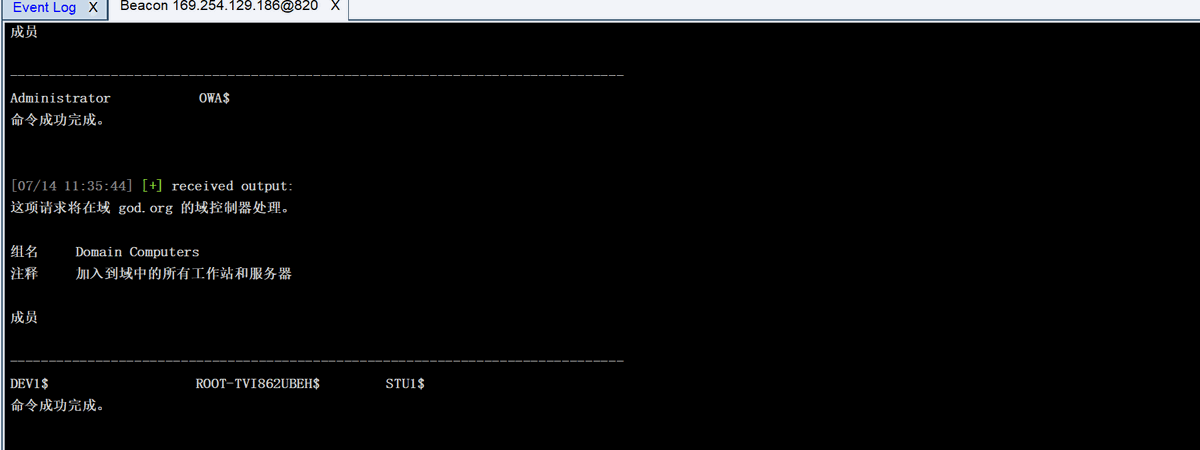 Event Log X Beacon 169.254.129.186@820 X
成员
-------------------------------------------------------------------------------
Administrator OWA$
命令成功完成。
[07/14 11:35:44] [+] received output:
这项请求将在域 god.org 的域控制器处理。
组名 Domain Computers
注释 加入到域中的所有工作站和服务器
成员
-------------------------------------------------------------------------------
DEV1$ ROOT-TVI862UBEH$ STU1$
命令成功完成。